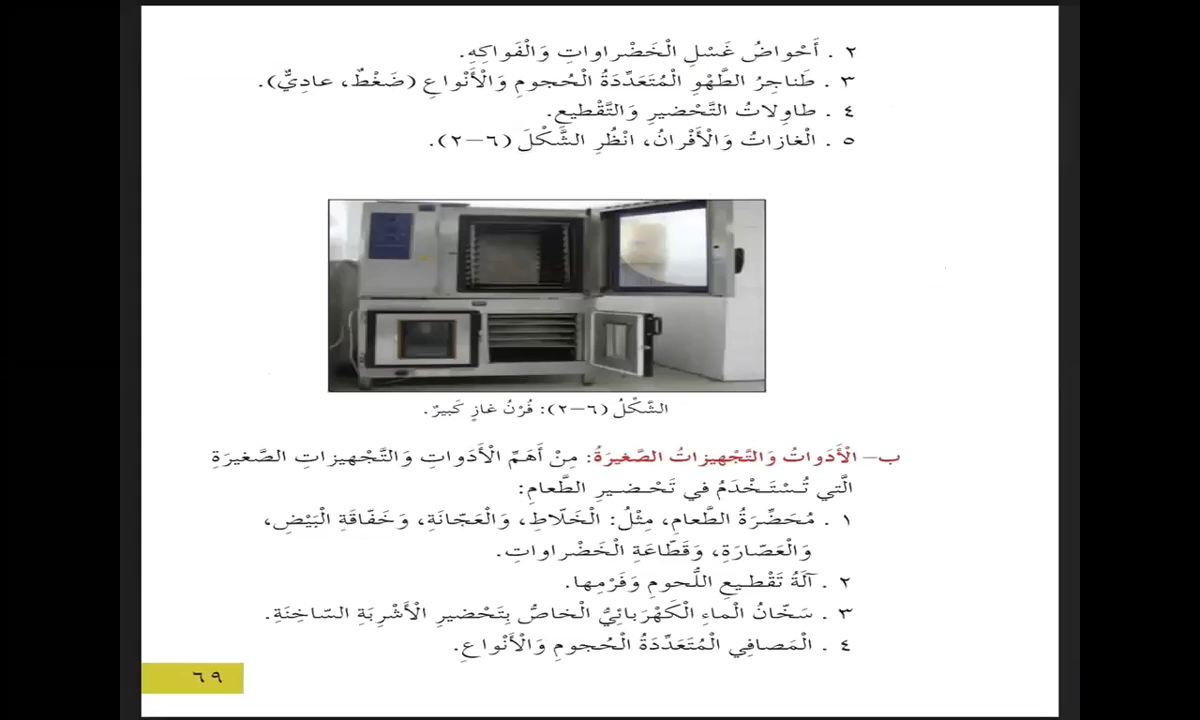 ٢ . أَحْواضُ غَسْلِ الْخَضْراواتِ وَالْفَواكِهِ.
٣ . طَناجِرُ الطَّهْوِ الْمُتَعَدِّدَةُ الْحُجومِ وَالْأَنْواعِ (ضَغْطٌ، عادِيٌّ).
٤ . طاوِلاتُ التَّحْضيرِ وَالتَّقْطيعِ.
٥ . الْغازاتُ وَالْأَفْرانُ، انْظُرِ الشَّكْلَ (٦-٢).
الشَّكْلُ (٦-٢): فُرْنُ غازٍ كَبيرٌ.
ب- الْأَدَواتُ وَالتَّجْهيزاتُ الصَّغيرَةُ: مِنْ أَهَمِّ الْأَدَواتِ وَالتَّجْهيزاتِ الصَّغيرَةِ
الَّتي تُسْتَخْدَمُ في تَحْضيرِ الطَّعامِ:
١ . مُحَضِّرَةُ الطَّعامِ، مِثْلُ: الْخَلّاطِ، وَالْعَجّانَةِ، وَخَفّاقَةِ الْبَيْضِ،
وَالْعَصّارَةِ، وَقَطّاعَةِ الْخَضْراواتِ.
٢ . آلَةُ تَقْطيعِ اللُّحومِ وَفَرْمِها.
٣ . سَخّانُ الْماءِ الْكَهْرَبائِيُّ الْخاصُّ بِتَحْضيرِ الْأَشْرِبَةِ السّاخِنَةِ.
٤ . الْمَصافِي الْمُتَعَدِّدَةُ الْحُجومِ وَالْأَنْواعِ.
٦٩